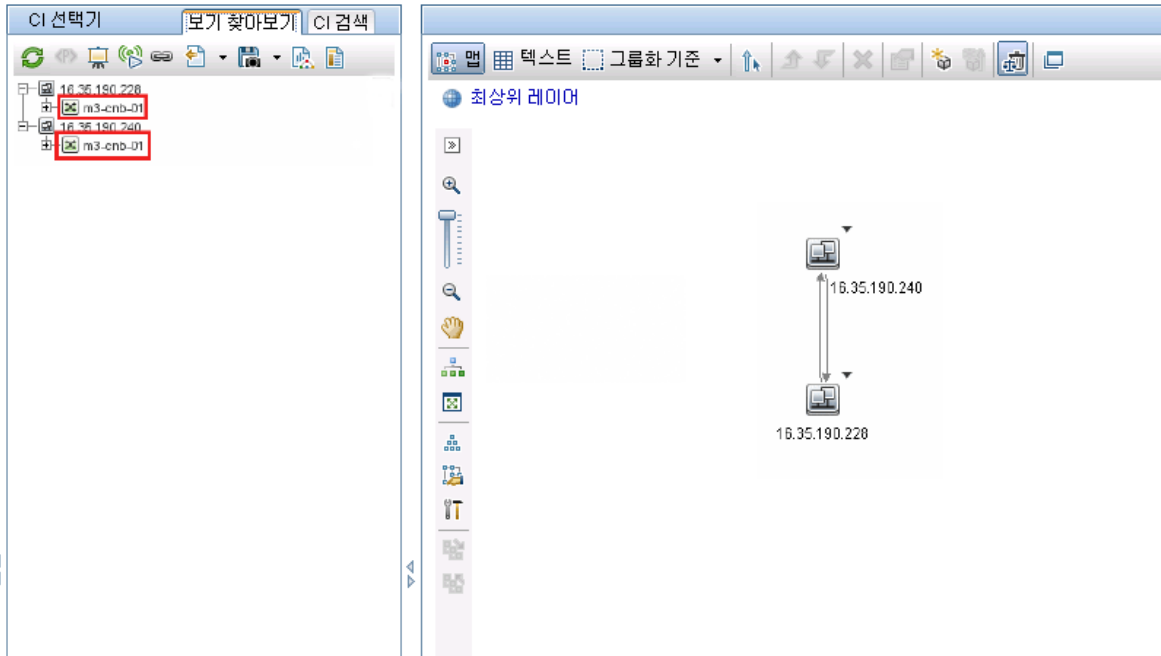 CI 선택기
보기 찾아보기
CI 검색
16.35.190.228
m3-cnb-01
16.35.190.240
m3-cnb-01
맵
텍스트
그룹화 기준
최상위 레이어
16.35.190.240
16.35.190.228